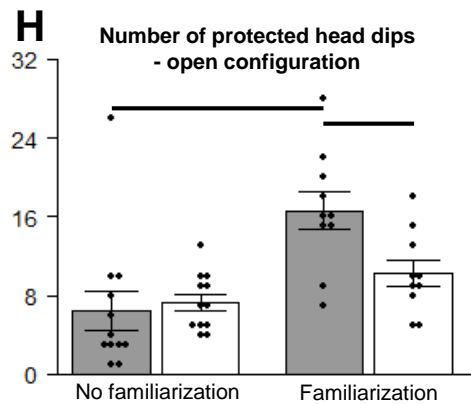 H
Number of protected head dips
- open configuration
32
24
16
8
0
No familiarization
Familiarization